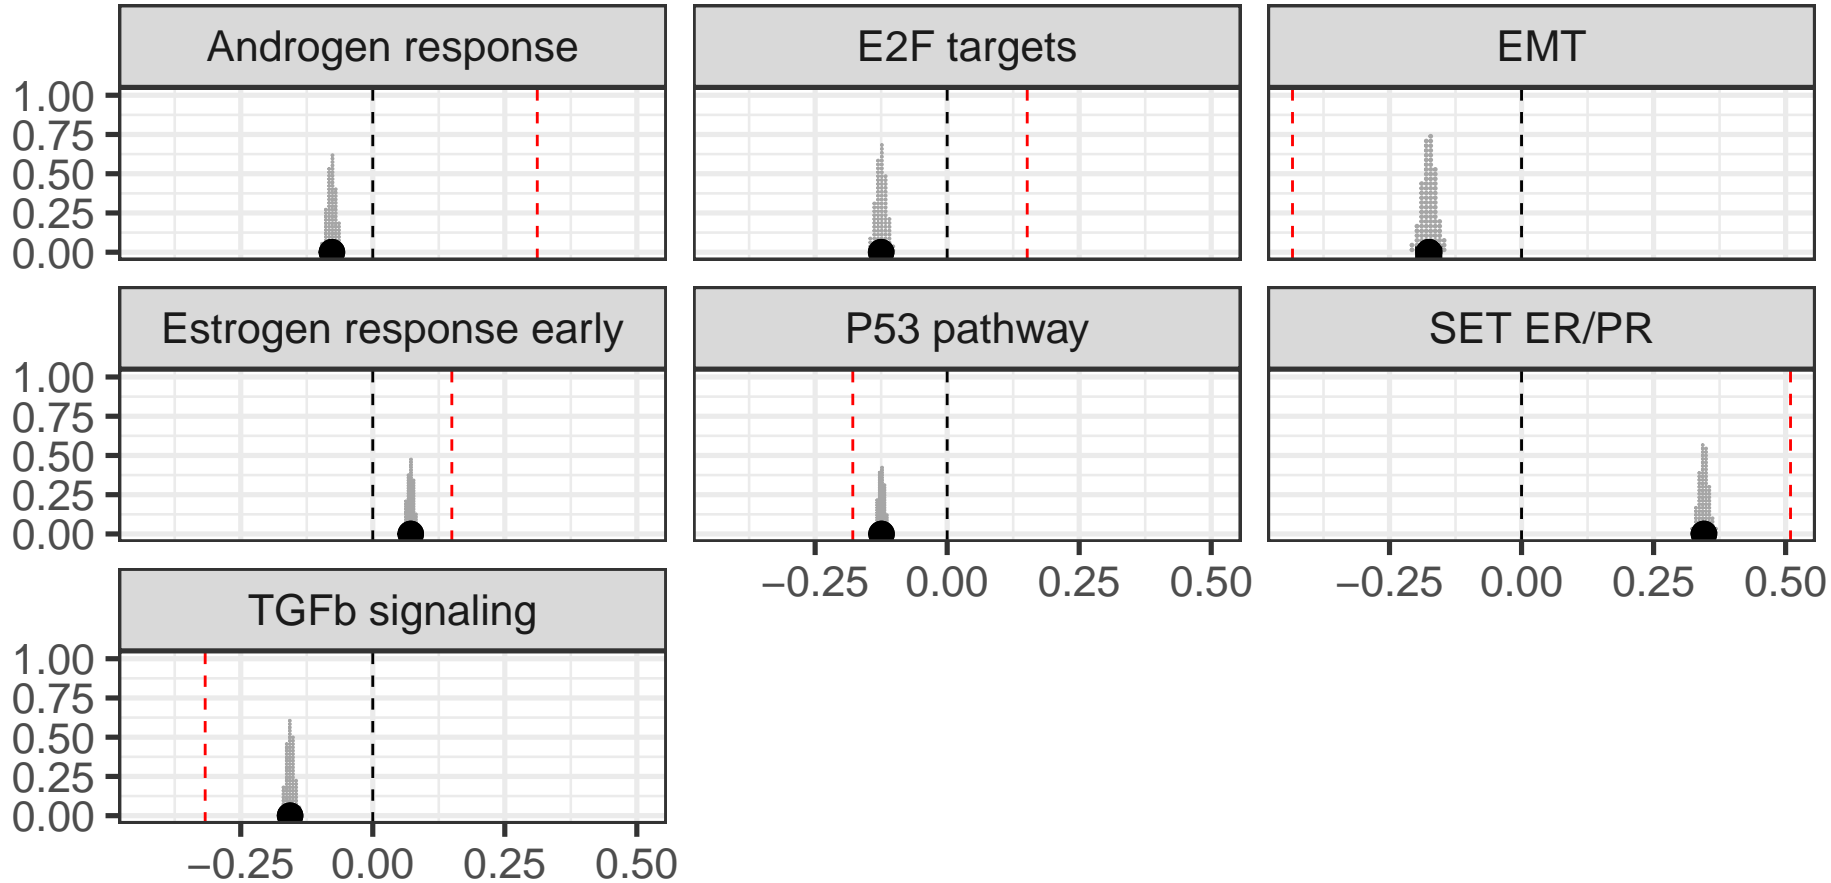 Androgen response
E2F targets
EMT
1.00
0.75
0.50
0.25
0.00
Estrogen response early
P53 pathway
SET ER/PR
1.00
0.75
0.50
0.25
0.00
−0.25 0.00 0.25 0.50
−0.25 0.00 0.25 0.50
TGFb signaling
1.00
0.75
0.50
0.25
0.00
−0.25 0.00 0.25 0.50